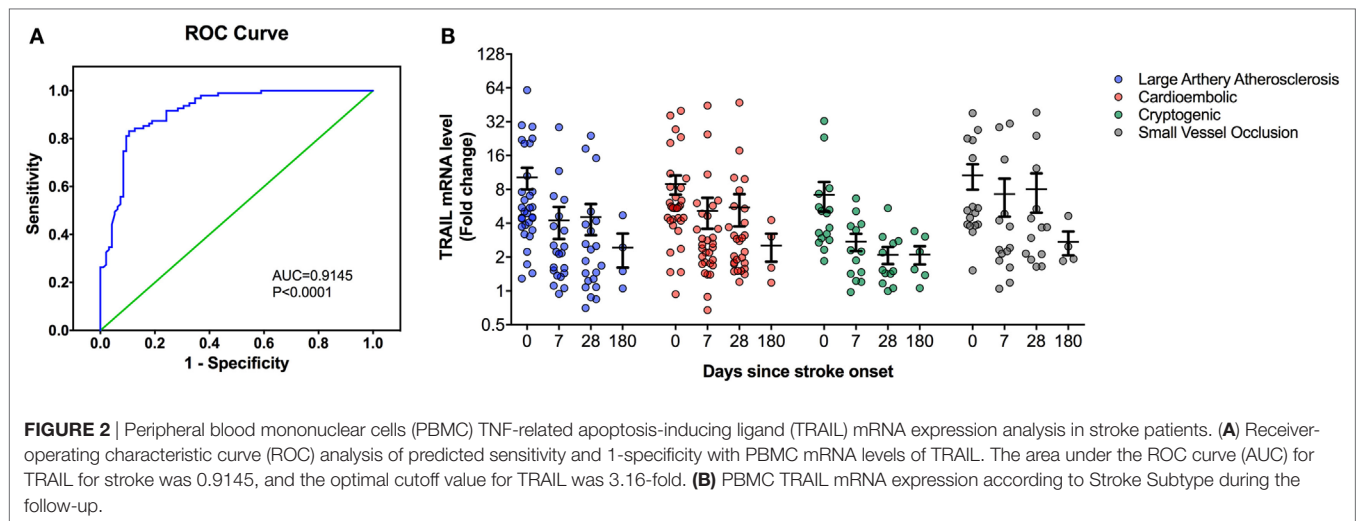 A
ROC Curve
Sensitivity
1.0
0.8
0.6
0.4
0.2
0.0
AUC=0.9145
P<0.0001
0.0 0.2 0.4 0.6 0.8 1.0
1 - Specificity
B
TRAIL mRNA level
(Fold change)
128
64
32
16
8
4
2
1
0.5
0 7 28 180 0 7 28 180 0 7 28 180 0 7 28 180
Days since stroke onset
Large Arthery Atherosclerosis
Cardioembolic
Cryptogenic
Small Vessel Occlusion
FIGURE 2 | Peripheral blood mononuclear cells (PBMC) TNF-related apoptosis-inducing ligand (TRAIL) mRNA expression analysis in stroke patients. (A) Receiver-
operating characteristic curve (ROC) analysis of predicted sensitivity and 1-specificity with PBMC mRNA levels of TRAIL. The area under the ROC curve (AUC) for
TRAIL for stroke was 0.9145, and the optimal cutoff value for TRAIL was 3.16-fold. (B) PBMC TRAIL mRNA expression according to Stroke Subtype during the
follow-up.